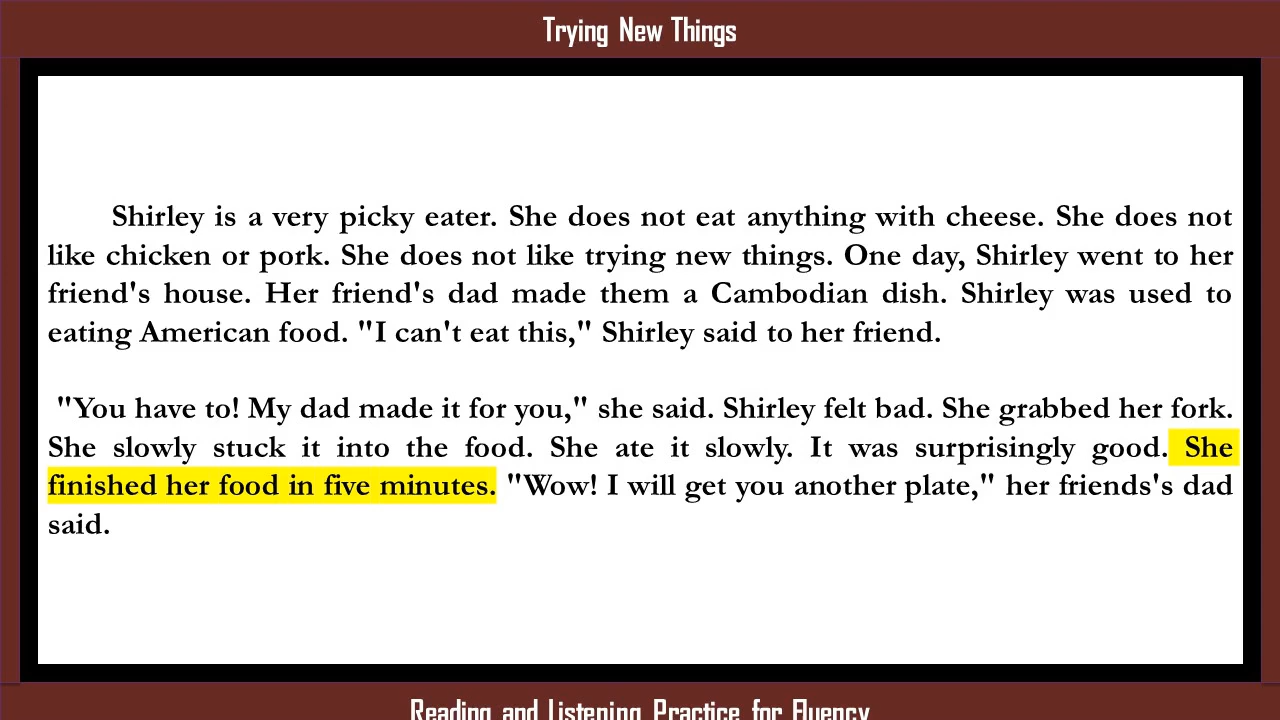 Trying New Things
Shirley is a very picky eater. She does not eat anything with cheese. She does not
like chicken or pork. She does not like trying new things. One day, Shirley went to her
friend's house. Her friend's dad made them a Cambodian dish. Shirley was used to
eating American food. "I can't eat this," Shirley said to her friend.
"You have to! My dad made it for you," she said. Shirley felt bad. She grabbed her fork.
She slowly stuck it into the food. She ate it slowly. It was surprisingly good. She
finished her food in five minutes. "Wow! I will get you another plate," her friends's dad
said.
Reading and Listening Practice for Fluency